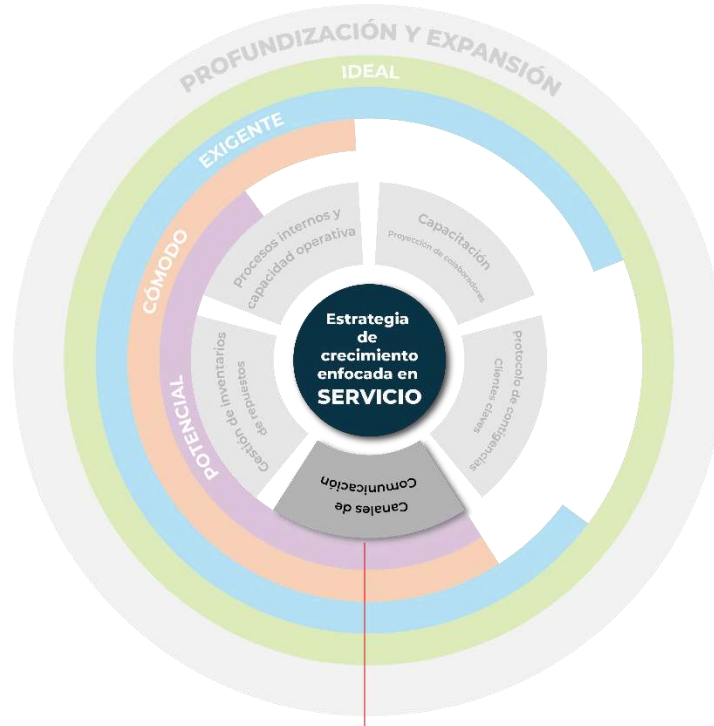 PROFUNDIZACIÓN Y EXPANSIÓN
IDEAL
EXIGENTE
CÓMODO
POTENCIAL
Procesos internos y
capacidad operativa
Capacitación
Proyección de colaboradores
Protocolo de contigencias
Clientes claves
Canales de
Comunicación
Gestión de inventarios
de repuestos
Estrategia
de
crecimiento
enfocada en
SERVICIO